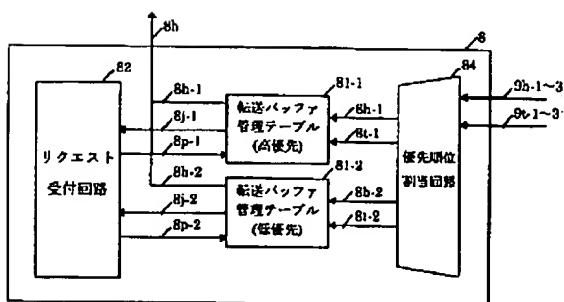 8h
8
82
84
8h-1
81-1
9h-1~3
転送バッファ
管理テーブル
(高優先)
8h-1
8j-1
8t-1
9t-1~3
8p-1
リクエスト
受付回路
優先順位
割当回路
8h-2
81-2
転送バッファ
管理テーブル
(低優先)
8h-2
8j-2
8t-2
8p-2